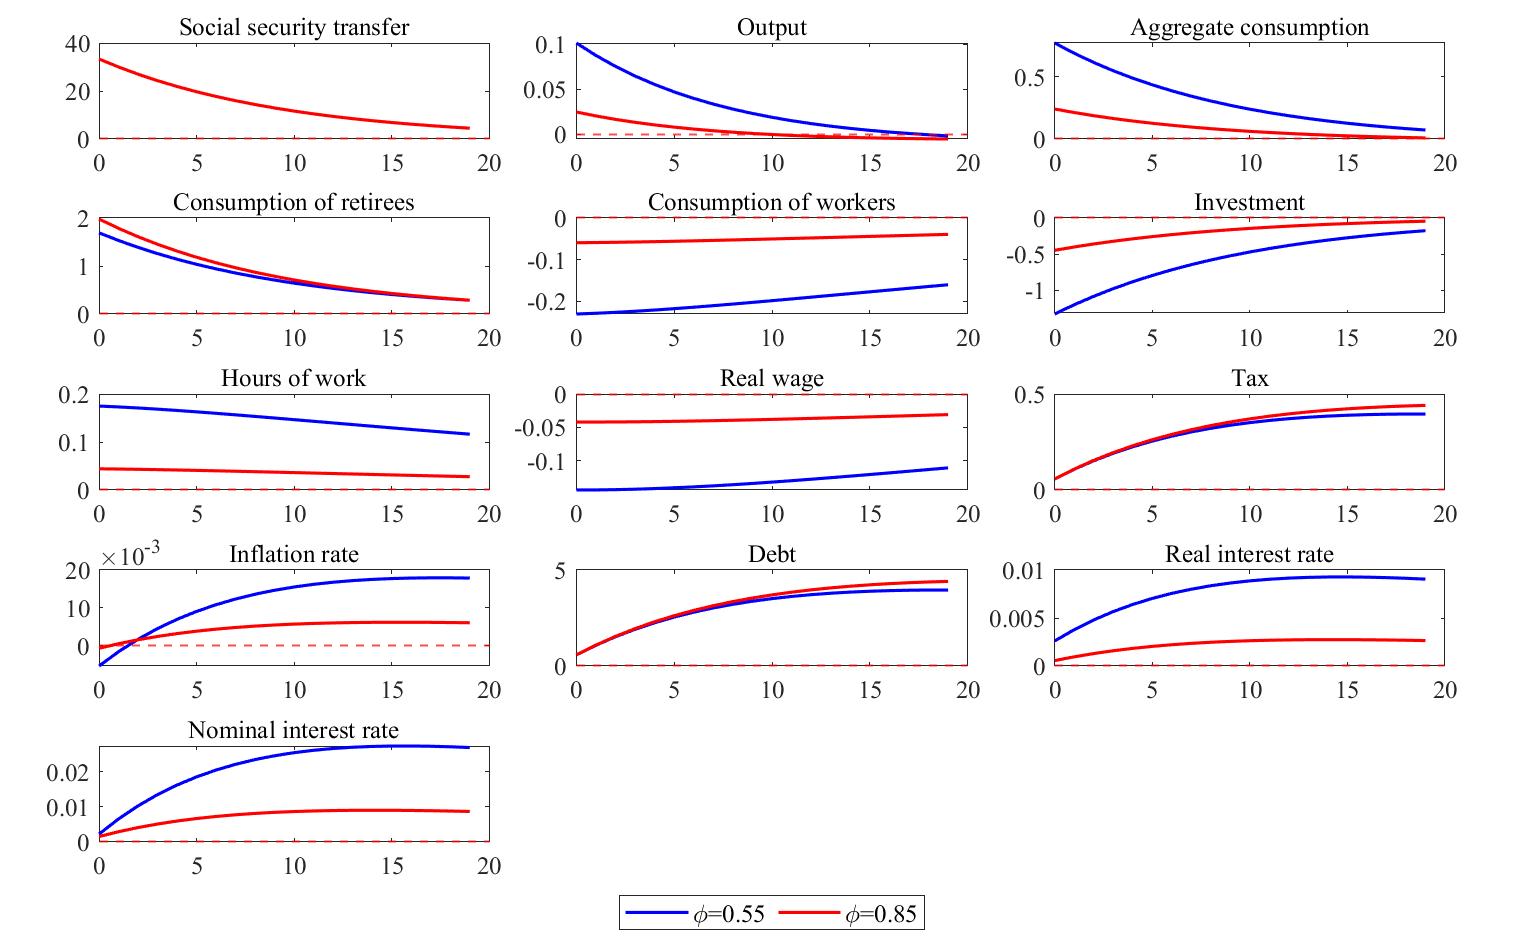 Social security transfer
40
20
0
0 5 10 15 20
Output
0.1
0.05
0
0 5 10 15 20
Aggregate consumption
0.5
0
0 5 10 15 20
Consumption of retirees
2
1
0
0 5 10 15 20
Consumption of workers
0
-0.1
-0.2
0 5 10 15 20
Investment
0
-0.5
-1
0 5 10 15 20
Hours of work
0.2
0.1
0
0 5 10 15 20
Real wage
0
-0.05
-0.1
0 5 10 15 20
Tax
0.5
0
0 5 10 15 20
×10⁻³
Inflation rate
20
10
0
0 5 10 15 20
Debt
5
0
0 5 10 15 20
Real interest rate
0.01
0.005
0
0 5 10 15 20
Nominal interest rate
0.02
0.01
0
0 5 10 15 20
ϕ=0.55 ϕ=0.85